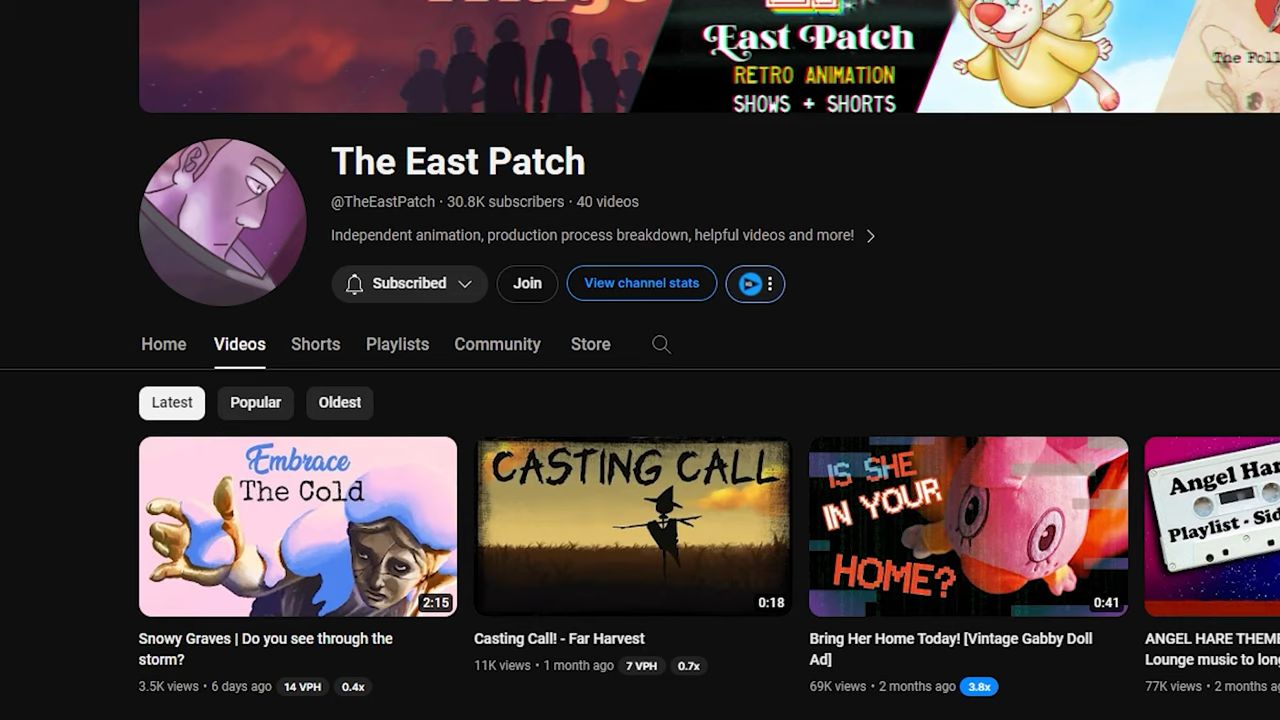 East Patch
RETRO ANIMATION
SHOWS + SHORTS
The East Patch
@TheEastPatch · 30.8K subscribers · 40 videos
Independent animation, production process breakdown, helpful videos and more!
Subscribed
Join
View channel stats
Home
Videos
Shorts
Playlists
Community
Store
Latest
Popular
Oldest
Embrace
The Cold
2:15
CASTING CALL
0:18
IS SHE
IN YOUR
HOME?
0:41
Angel Har
Playlist - Sid
Snowy Graves | Do you see through the
storm?
3.5K views • 6 days ago 14 VPH 0.4x
Casting Call! - Far Harvest
11K views • 1 month ago 7 VPH 0.7x
Bring Her Home Today! [Vintage Gabby Doll
Ad]
69K views • 2 months ago 3.8x
ANGEL HARE THEME
Lounge music to long
77K views • 2 months ag